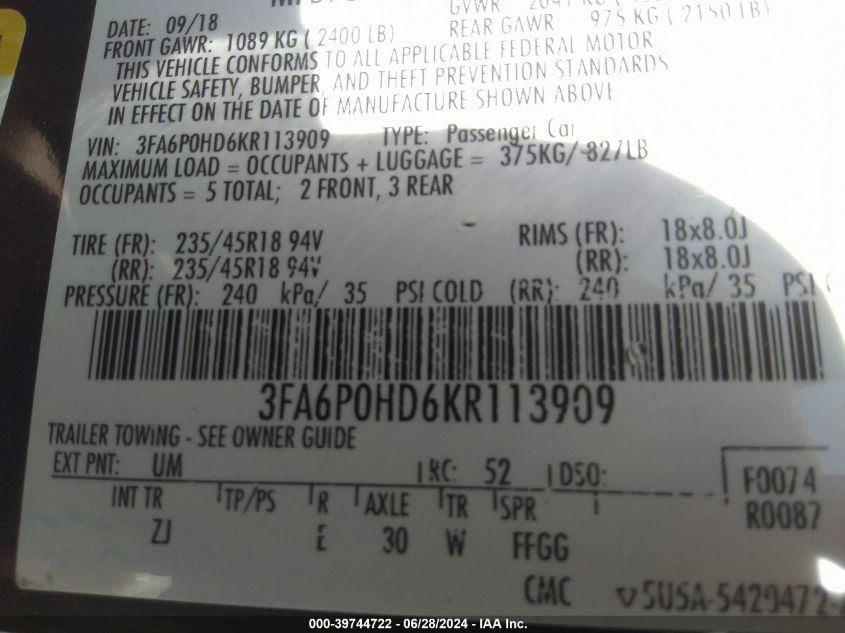 GVWR: 2041 KG
DATE: 09/18
REAR GAWR 975 KG (2150 LB)
FRONT GAWR: 1089 KG (2400 LB)
THIS VEHICLE CONFORMS TO ALL APPLICABLE FEDERAL MOTOR
VEHICLE SAFETY, BUMPER, AND THEFT PREVENTION STANDARDS
IN EFFECT ON THE DATE OF MANUFACTURE SHOWN ABOVE
VIN: 3FA6P0HD6KR113909 TYPE: Passenger Car
MAXIMUM LOAD = OCCUPANTS + LUGGAGE = 375KG/ 827LB
OCCUPANTS = 5 TOTAL; 2 FRONT, 3 REAR
TIRE (FR): 235/45R18 94V RIMS (FR): 18x8.0J
(RR): 235/45R18 94V (RR): 18x8.0J
PRESSURE (FR): 240 kPa/ 35 PSI COLD (RR): 240 kPa/ 35 PSI
3FA6P0HD6KR113909
TRAILER TOWING - SEE OWNER GUIDE
EXT PNT: UM RC: 52 DSO: F0074
INT TR TP/PS R AXLE TR SPR R0087
ZJ E 30 W FFGG
CMC ▽5U5A-5420472-
000-39744722 - 06/28/2024 - IAA Inc.